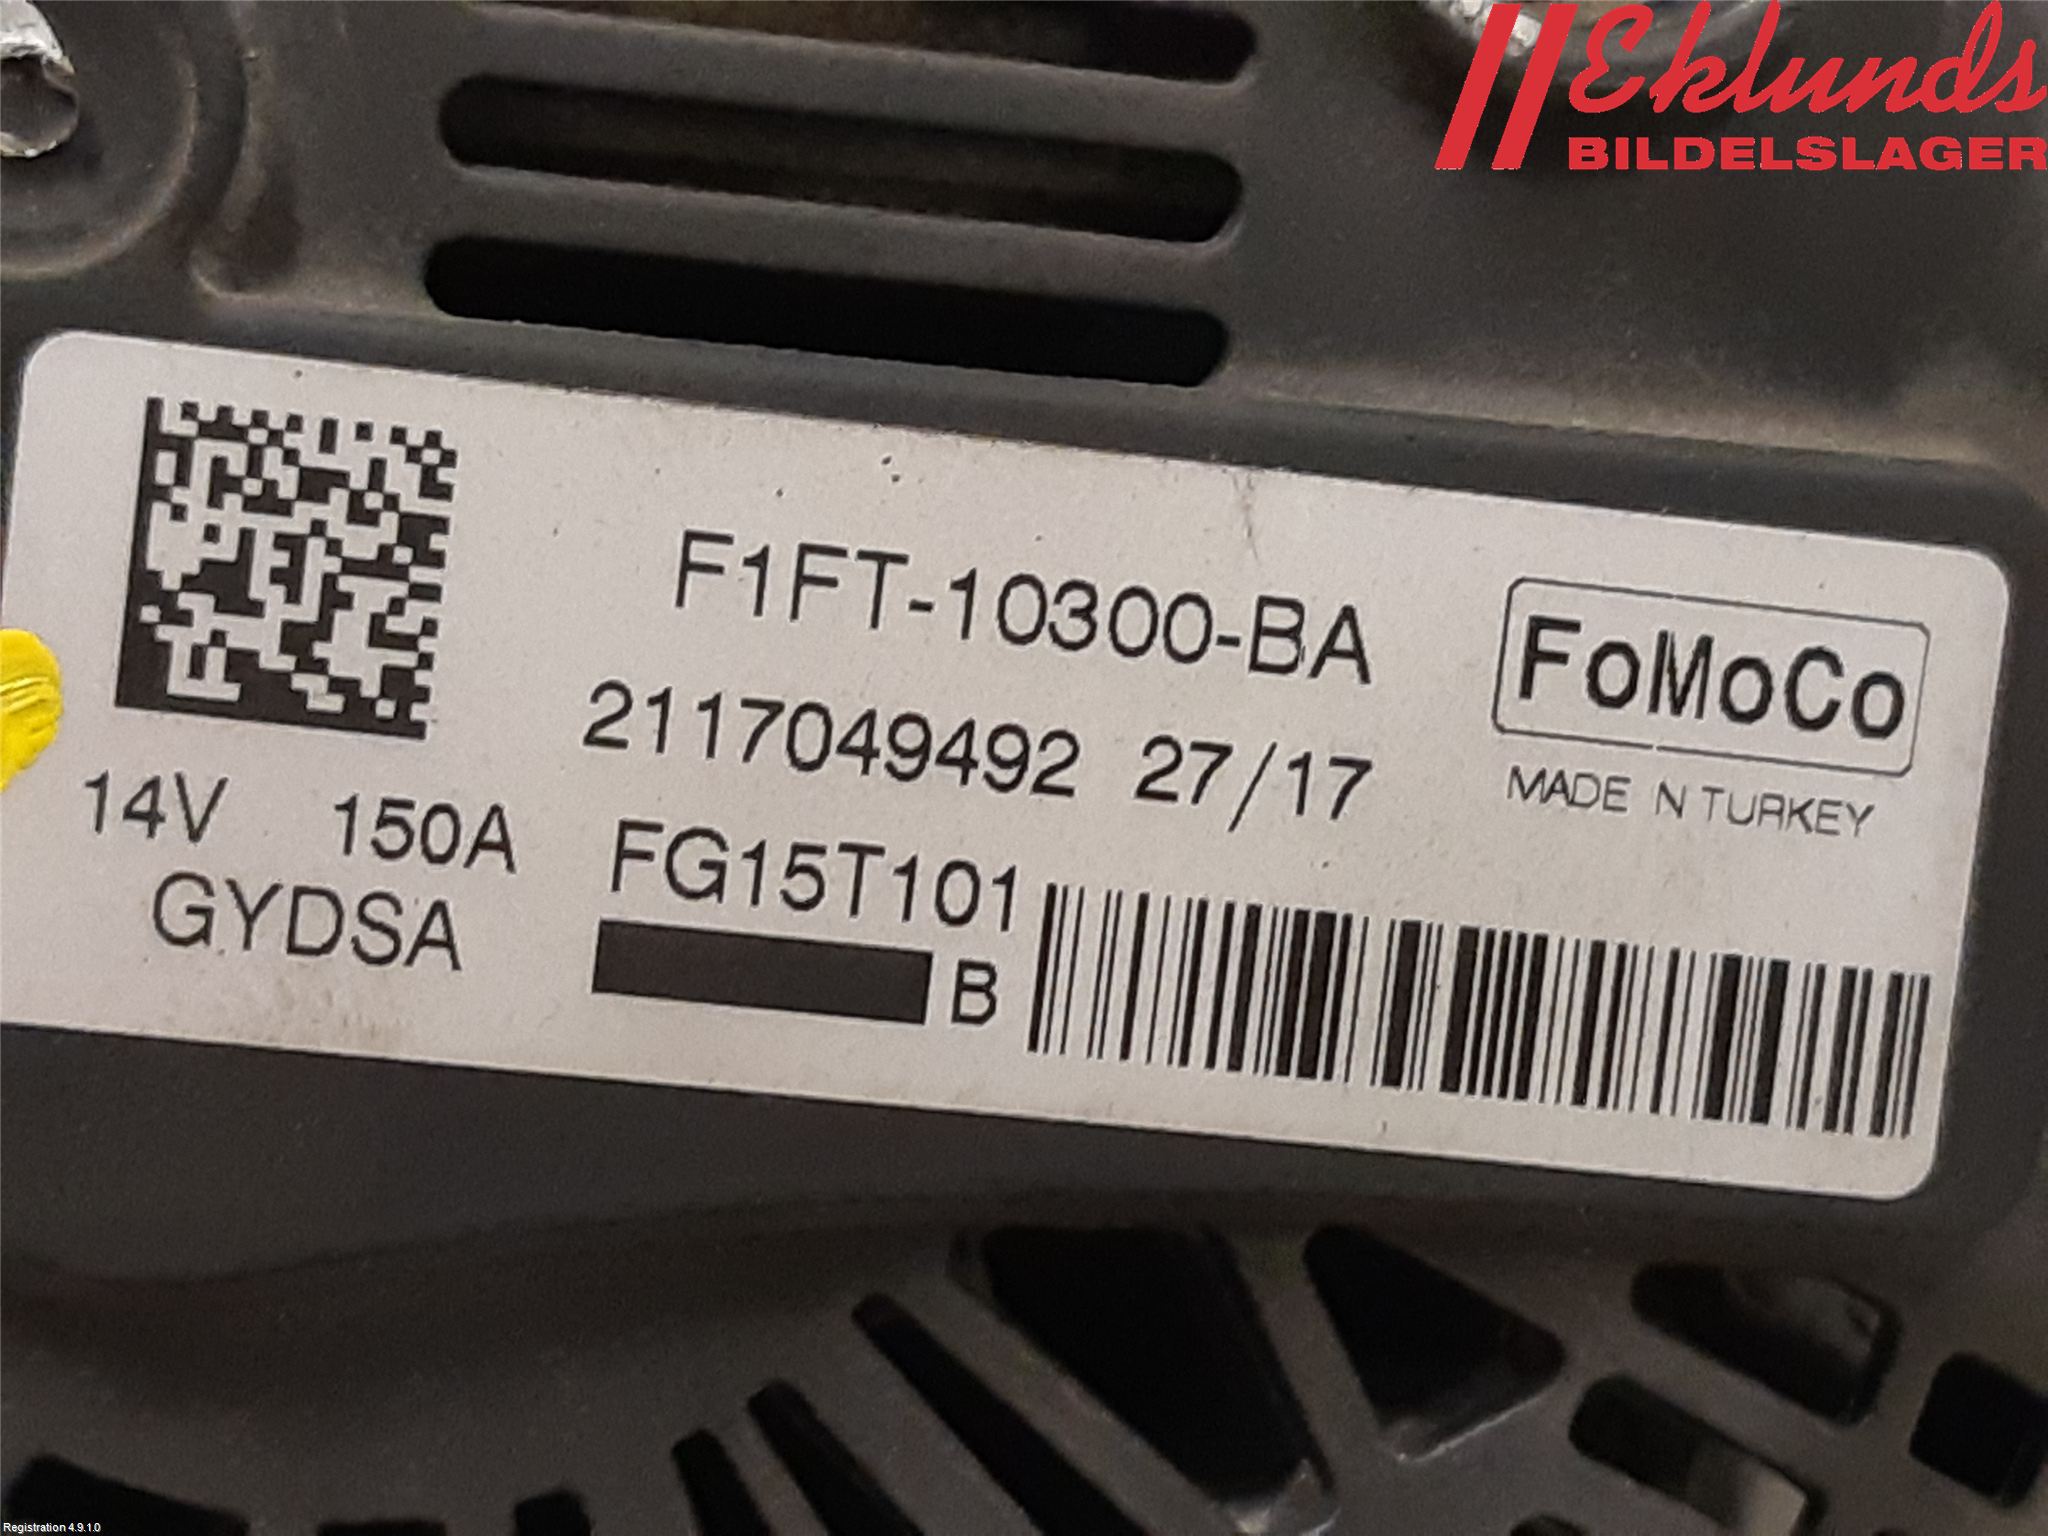 Eklunds
BILDELSLAGER
F1FT-10300-BA
FoMoCo
2117049492 27/17
MADE N TURKEY
14V 150A
FG15T101
GYDSA
B
Registration 4.9.1.0